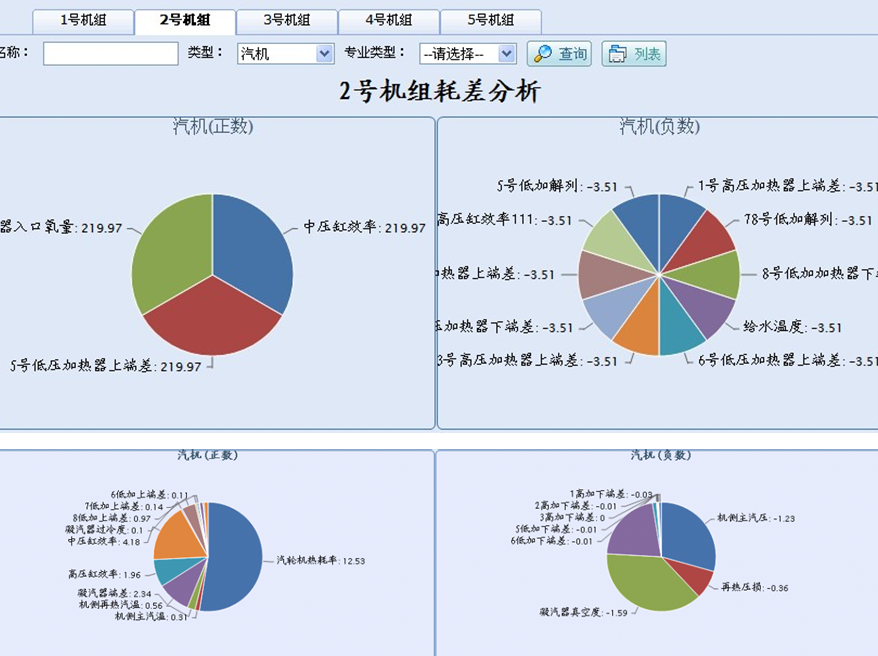 1号机组 2号机组 3号机组 4号机组 5号机组
名称： 类型： 汽机 专业类型： --请选择-- 查询 列表
2号机组耗差分析
汽机(正数)
器入口氧量: 219.97
中压缸效率: 219.97
5号低压加热器上端差: 219.97
汽机(负数)
5号低加解列: -3.51
1号高压加热器上端差: -3.51
高压缸效率111: -3.51
78号低加解列: -3.51
热器上端差: -3.51
8号低加加热器下
压加热器下端差: -3.51
给水温度: -3.51
3号高压加热器上端差: -3.51
6号低压加热器上端差: -3.51
汽机(正数)
6低加上端差: 0.11
7低加上端差: 0.14
8低加上端差: 0.97
凝汽器过冷度: 0.1
中压缸效率: 4.18
汽轮机热耗率: 12.53
高压缸效率: 1.96
凝汽器端差: 2.34
机侧再热汽温: 0.56
机侧主汽温: 0.31
汽机(负数)
1高加下端差: -0.03
2高加下端差: -0.01
3高加下端差: 0
5低加下端差: -0.01
6低加下端差: -0.01
机侧主汽压: -1.23
再热压损: -0.36
凝汽器真空度: -1.59